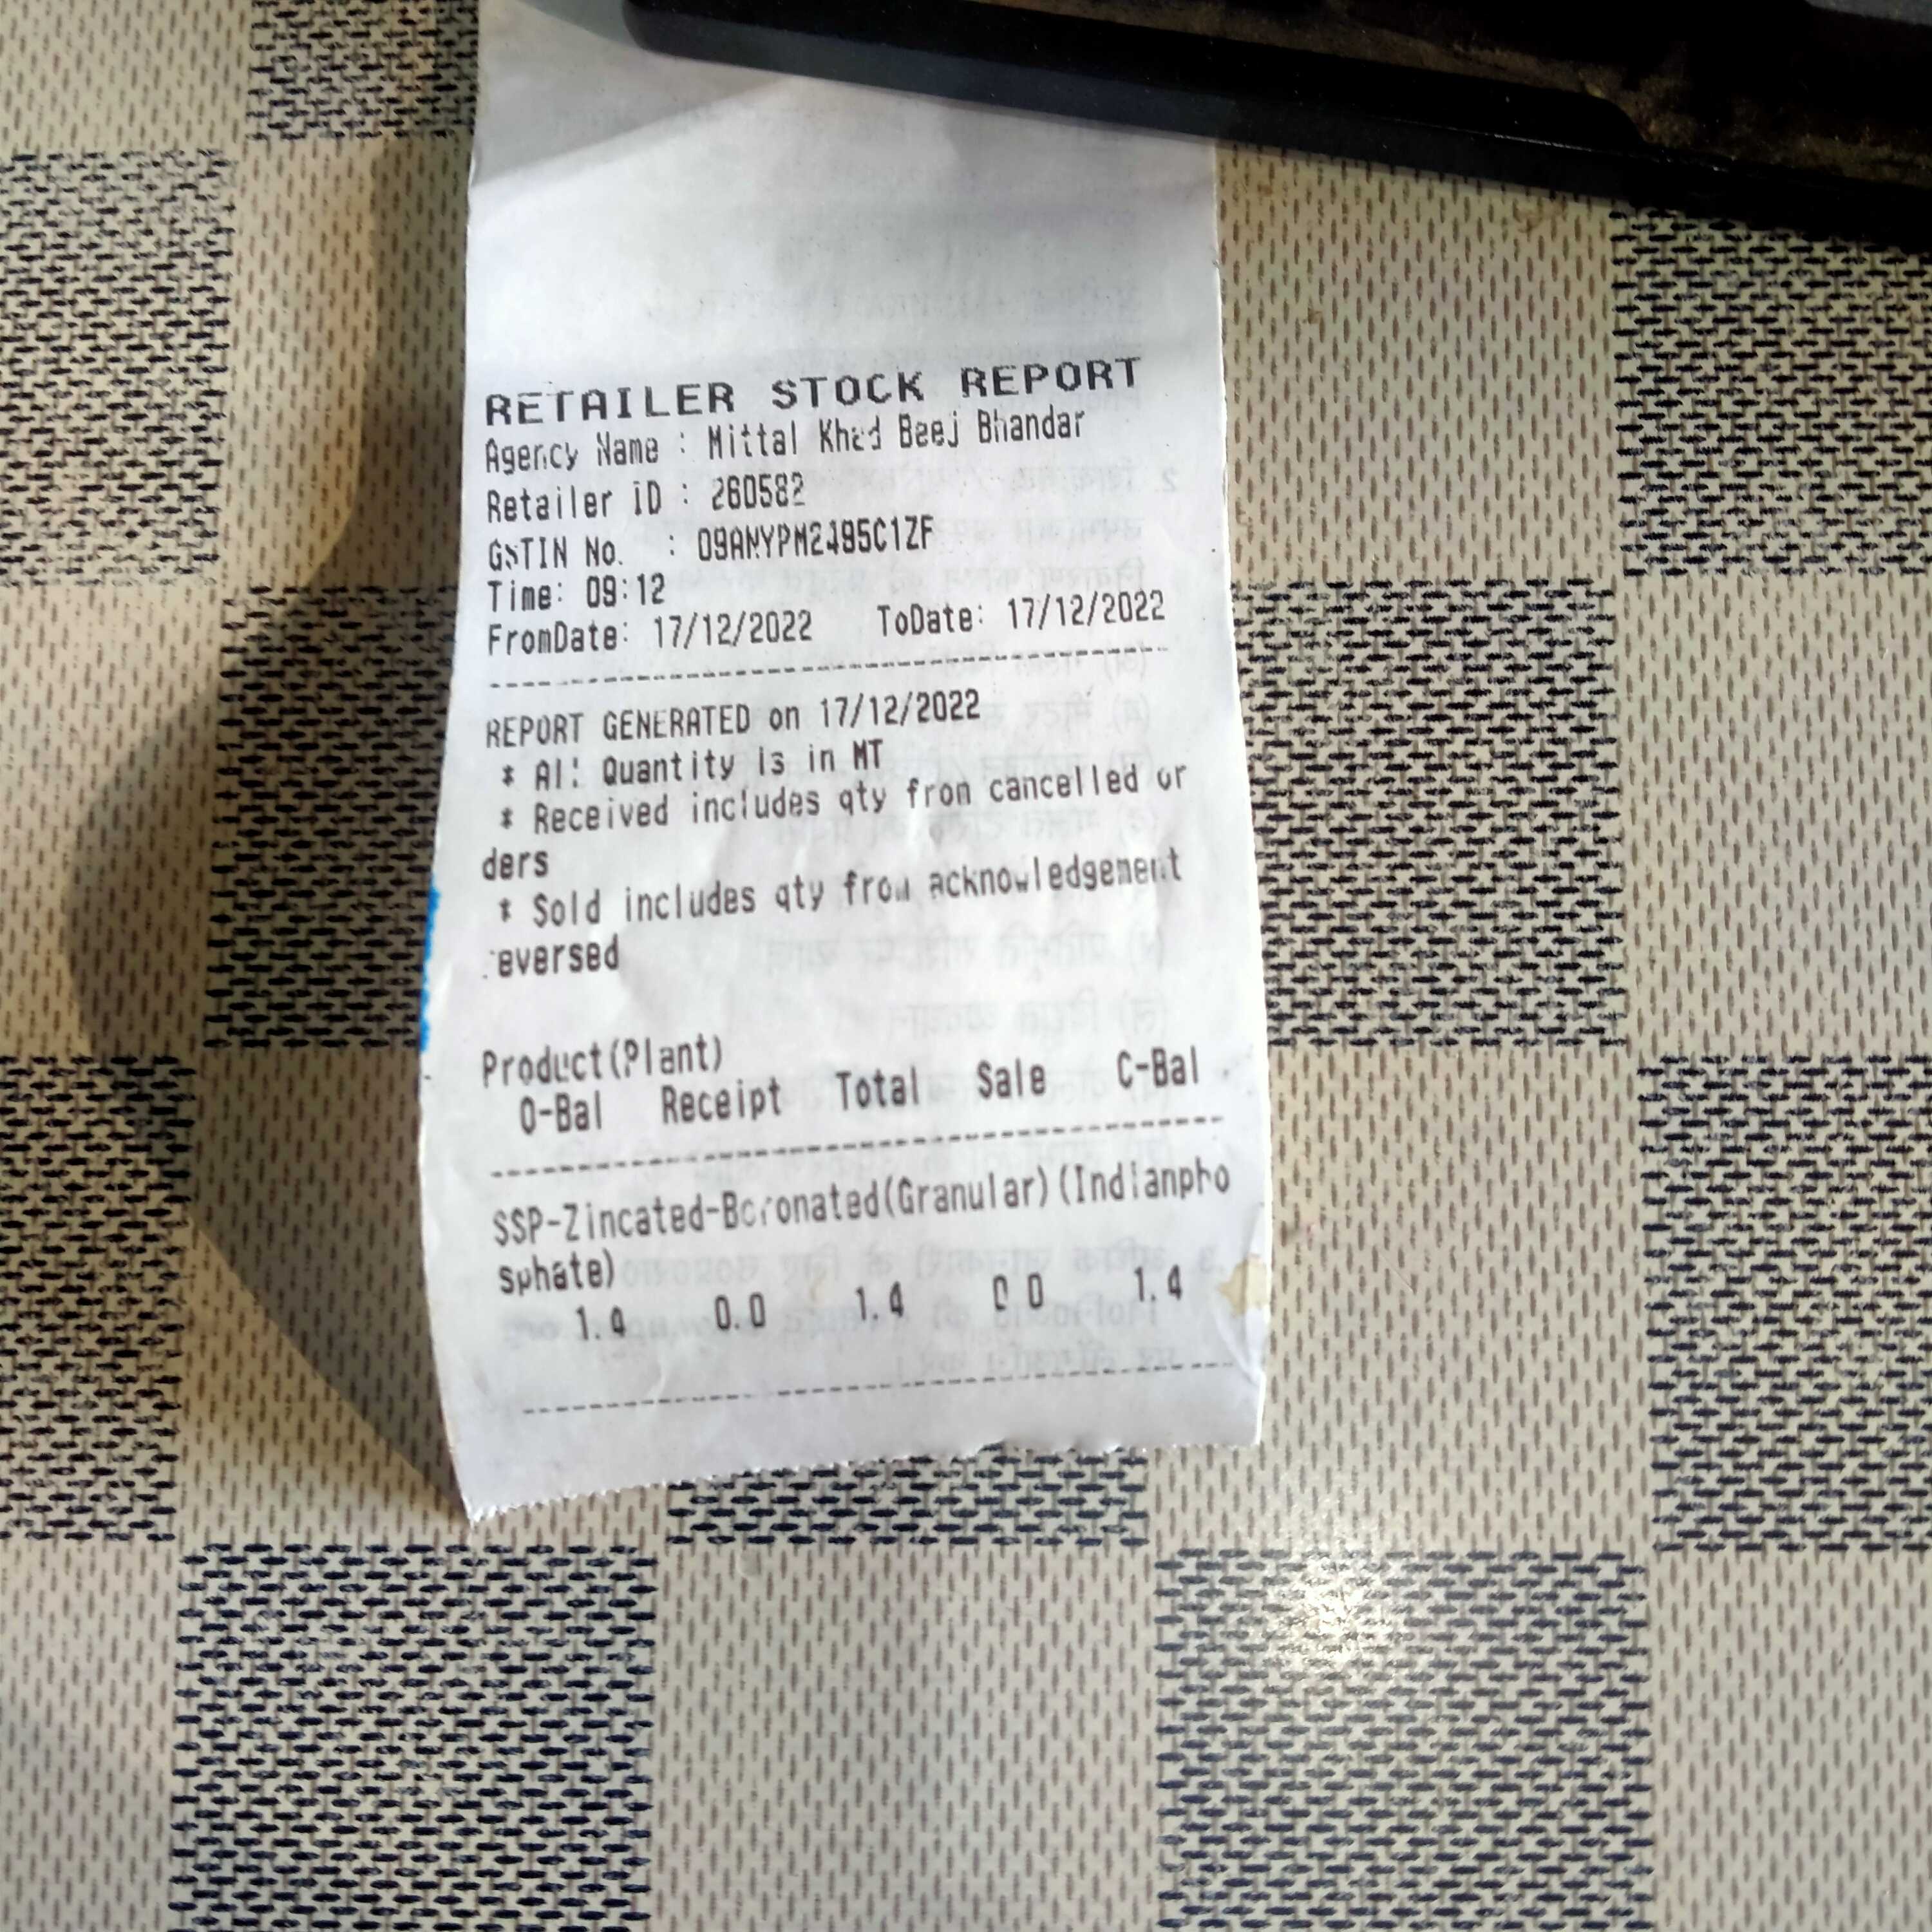 RETAILER STOCK REPORT
Agency Name : Mittal Khad Beej Bhandar
Retailer ID : 260582
GSTIN No. :
Time: 09:12
FromDate: 17/12/2022 ToDate: 17/12/2022
REPORT GENERATED on 17/12/2022
* All Quantity is in MT
* Received includes qty from cancelled or
ders
* Sold includes qty from acknowledgement
reversed
Product(Plant)
O-Bal Receipt Total Sale C-Bal
SSP-Zincated-Boronated(Granular)(Indianpho
sphate)
1.4 0.0 1.4 0.0 1.4